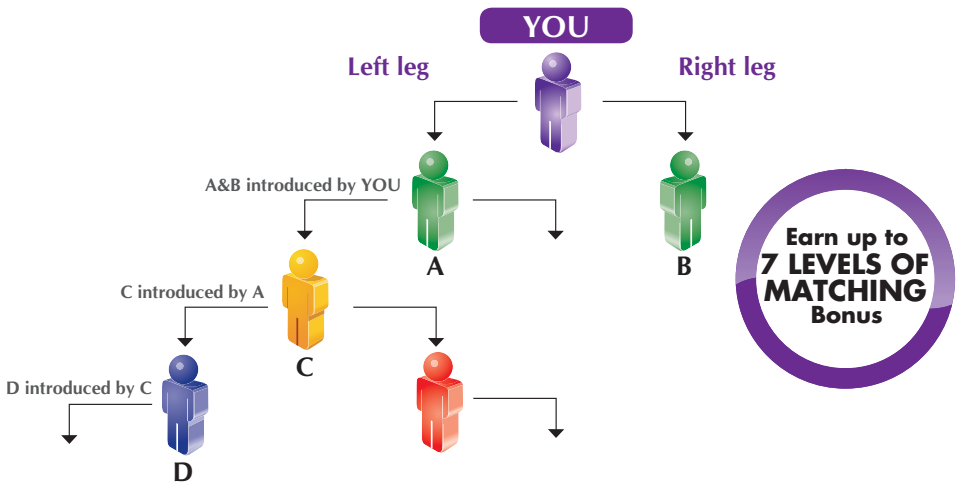 YOU
Left leg
Right leg
A&B introduced by YOU
A
B
Earn up to
7 LEVELS OF
MATCHING
Bonus
C introduced by A
C
D introduced by C
D